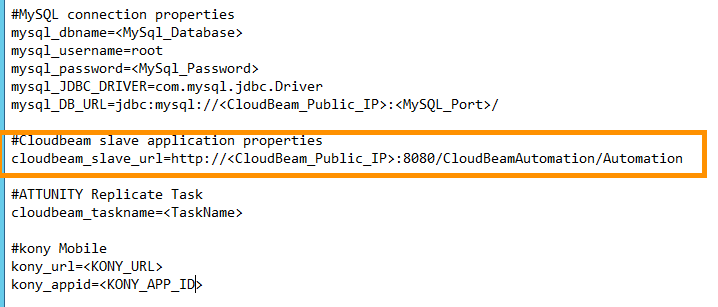 #MySQL connection properties
mysql_dbname=<MySql_Database>
mysql_username=root
mysql_password=<MySql_Password>
mysql_JDBC_DRIVER=com.mysql.jdbc.Driver
mysql_DB_URL=jdbc:mysql://<CloudBeam_Public_IP>:<MySQL_Port>/
#Cloudbeam slave application properties
cloudbeam_slave_url=http://<CloudBeam_Public_IP>:8080/CloudBeamAutomation/Automation
#ATTUNITY Replicate Task
cloudbeam_taskname=<TaskName>
#kony Mobile
kony_url=<KONY_URL>
kony_appid=<KONY_APP_ID>